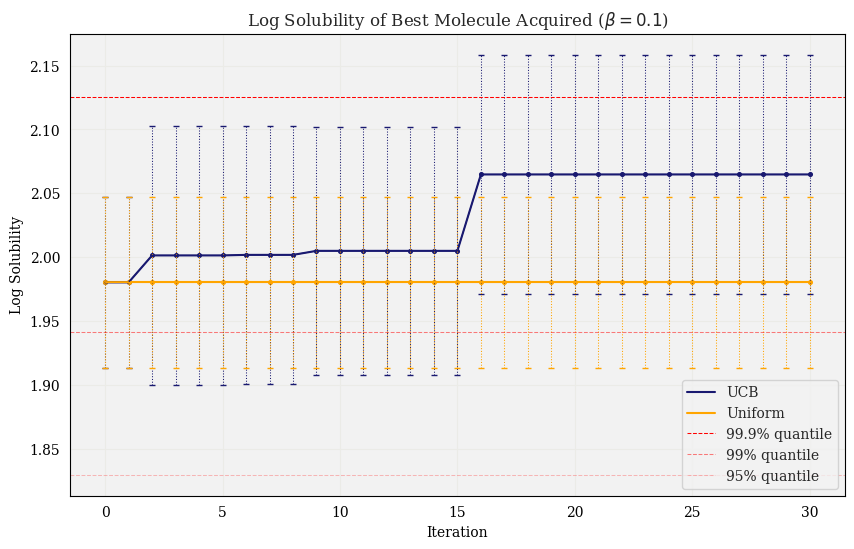 Log Solubility of Best Molecule Acquired ($\beta = 0.1$)
2.15
2.10
2.05
2.00
1.95
1.90
1.85
Log Solubility
0 5 10 15 20 25 30
Iteration
UCB
Uniform
99.9% quantile
99% quantile
95% quantile